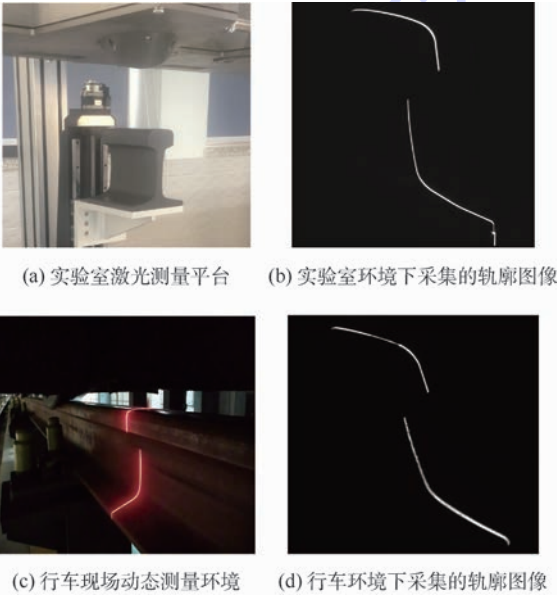 (a) 实验室激光测量平台
(b) 实验室环境下采集的轨廓图像
(c) 行车现场动态测量环境
(d) 行车环境下采集的轨廓图像